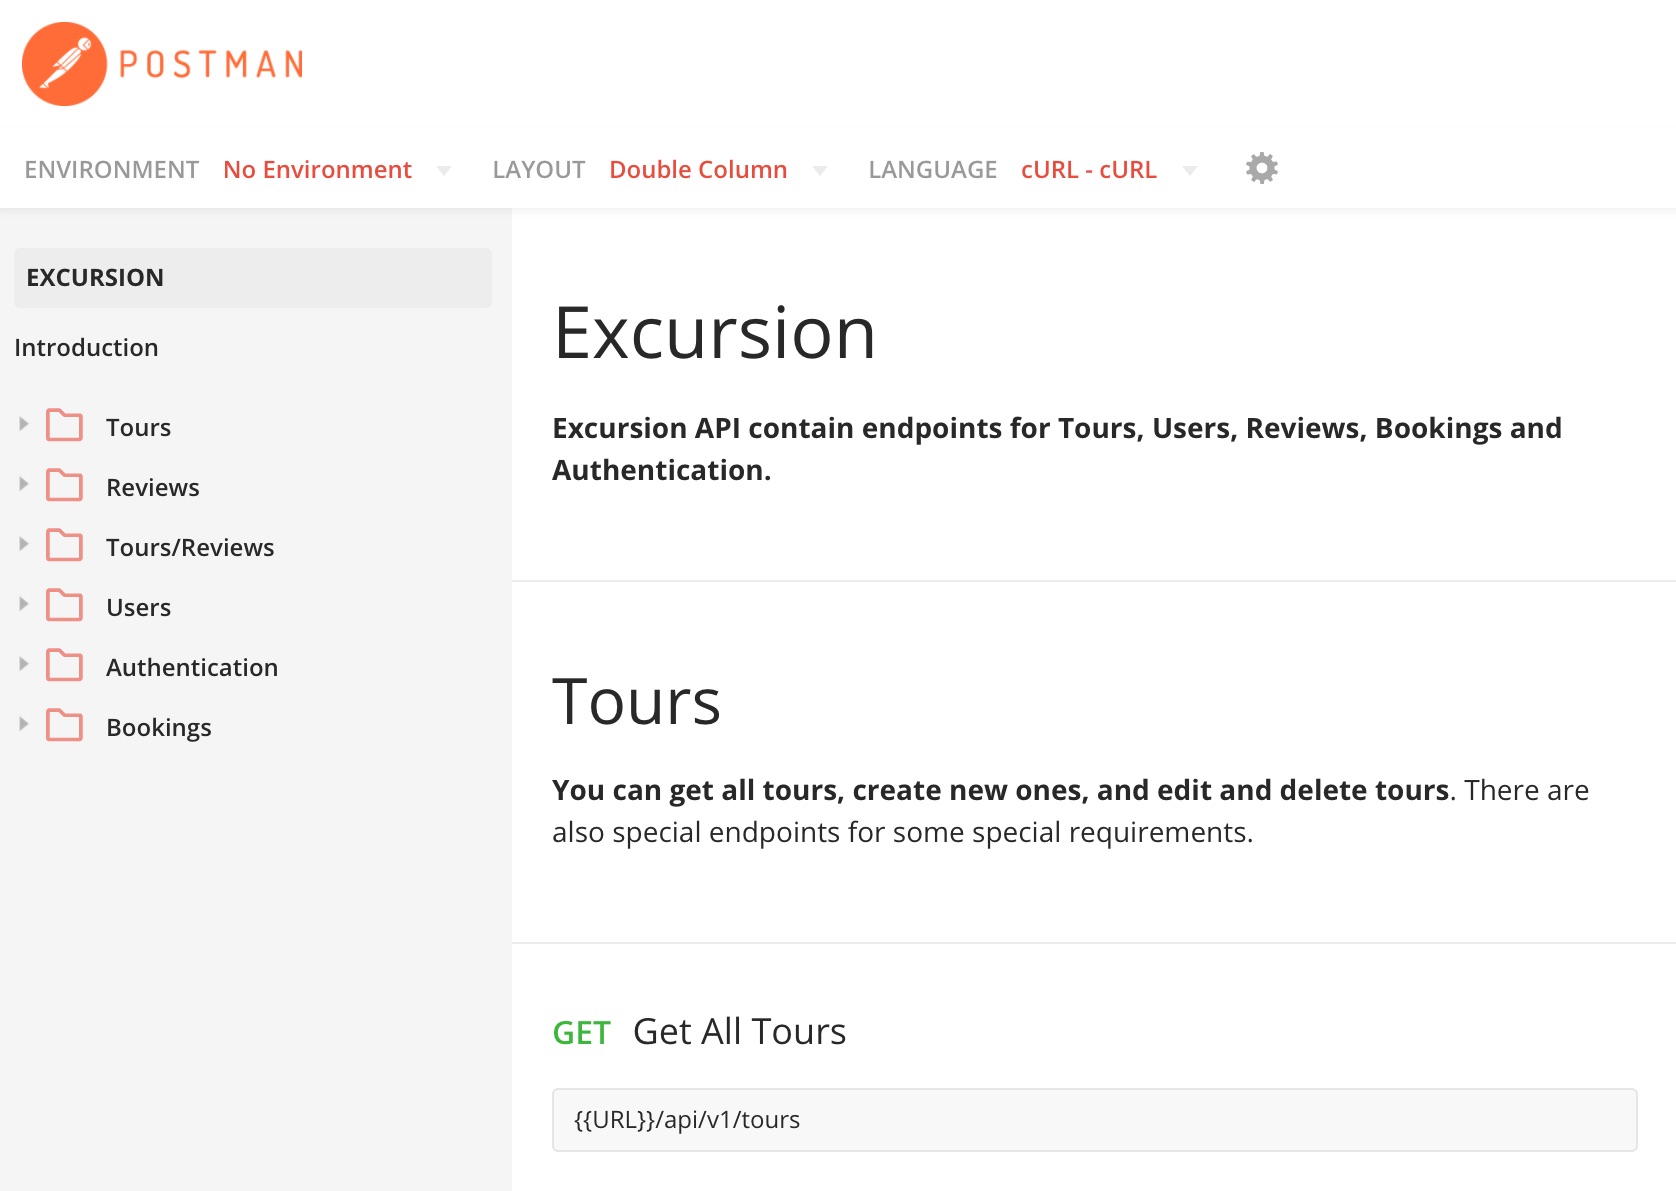 POSTMAN
ENVIRONMENT No Environment LAYOUT Double Column LANGUAGE cURL - cURL
EXCURSION
Introduction
Tours
Reviews
Tours/Reviews
Users
Authentication
Bookings
Excursion
Excursion API contain endpoints for Tours, Users, Reviews, Bookings and
Authentication.
Tours
You can get all tours, create new ones, and edit and delete tours. There are
also special endpoints for some special requirements.
GET Get All Tours
{{URL}}/api/v1/tours